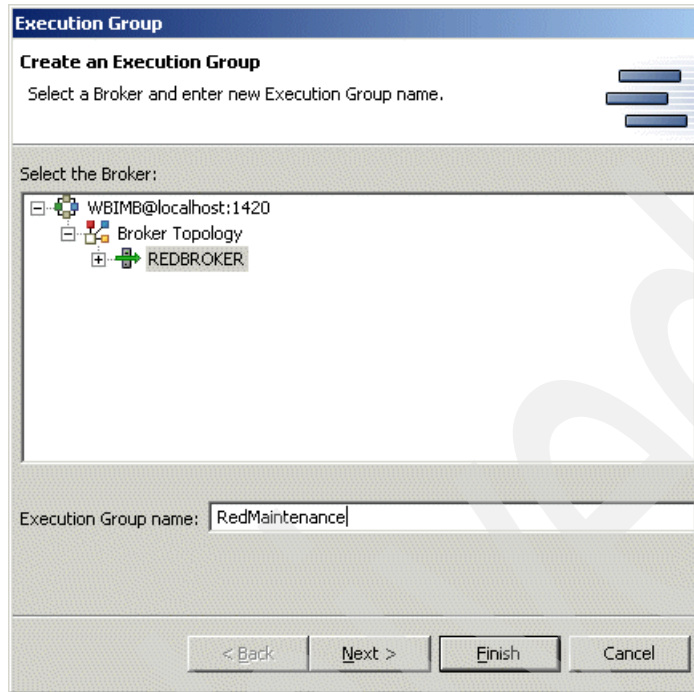 Execution Group
Create an Execution Group
Select a Broker and enter new Execution Group name.
Select the Broker:
WBIMB@localhost:1420
Broker Topology
REDBROKER
Execution Group name: RedMaintenance
< Back Next > Finish Cancel